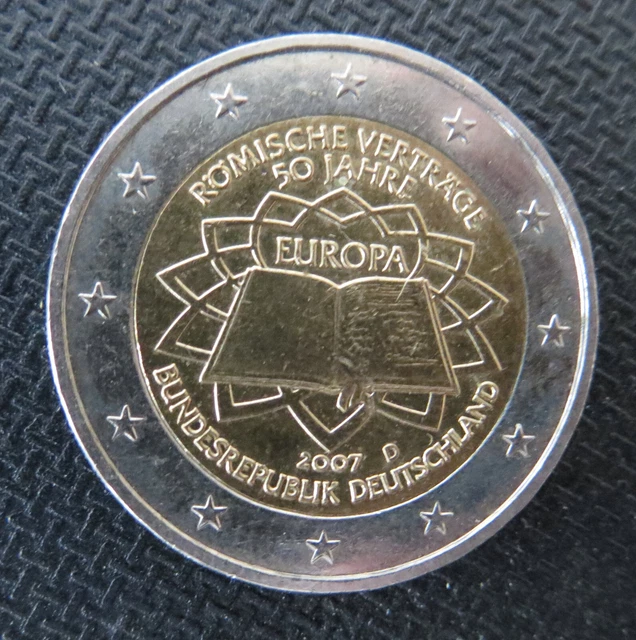 RÖMISCHE VERTRÄGE
50 JAHRE
EUROPA
2007 D
BUNDESREPUBLIK DEUTSCHLAND